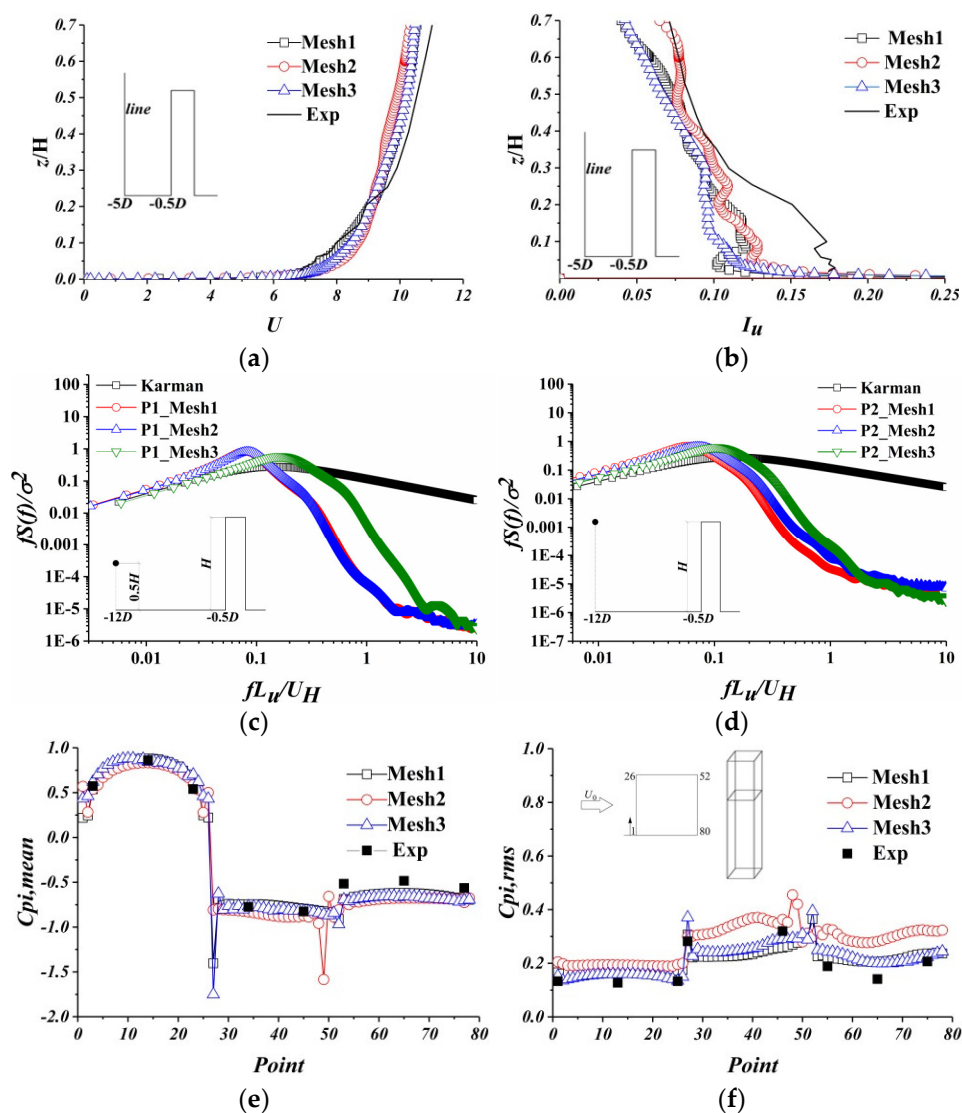 0.7
0.6
0.5
0.4
0.3
0.2
0.1
0.0
z/H
Mesh1
Mesh2
Mesh3
Exp
line
-5D
-0.5D
0
2
4
6
8
10
12
U
(a)
0.7
0.6
0.5
0.4
0.3
0.2
0.1
0.0
z/H
Mesh1
Mesh2
Mesh3
Exp
line
-5D
-0.5D
0.00
0.05
0.10
0.15
0.20
0.25
Iu
(b)
100
10
1
0.1
0.01
0.001
1E-4
1E-5
1E-6
fS(f)/σ²
Karman
P1_Mesh1
P1_Mesh2
P1_Mesh3
0.5H
H
-12D
-0.5D
0.01
0.1
1
10
fLu/UH
(c)
100
10
1
0.1
0.01
0.001
1E-4
1E-5
1E-6
1E-7
fS(f)/σ²
Karman
P2_Mesh1
P2_Mesh2
P2_Mesh3
H
-12D
-0.5D
0.01
0.1
1
10
fLu/UH
(d)
1.0
0.5
0.0
-0.5
-1.0
-1.5
-2.0
Cpi,mean
Mesh1
Mesh2
Mesh3
Exp
0
10
20
30
40
50
60
70
80
Point
(e)
1.0
0.8
0.6
0.4
0.2
0.0
Cpi,rms
U0
26
52
1
80
Mesh1
Mesh2
Mesh3
Exp
0
10
20
30
40
50
60
70
80
Point
(f)